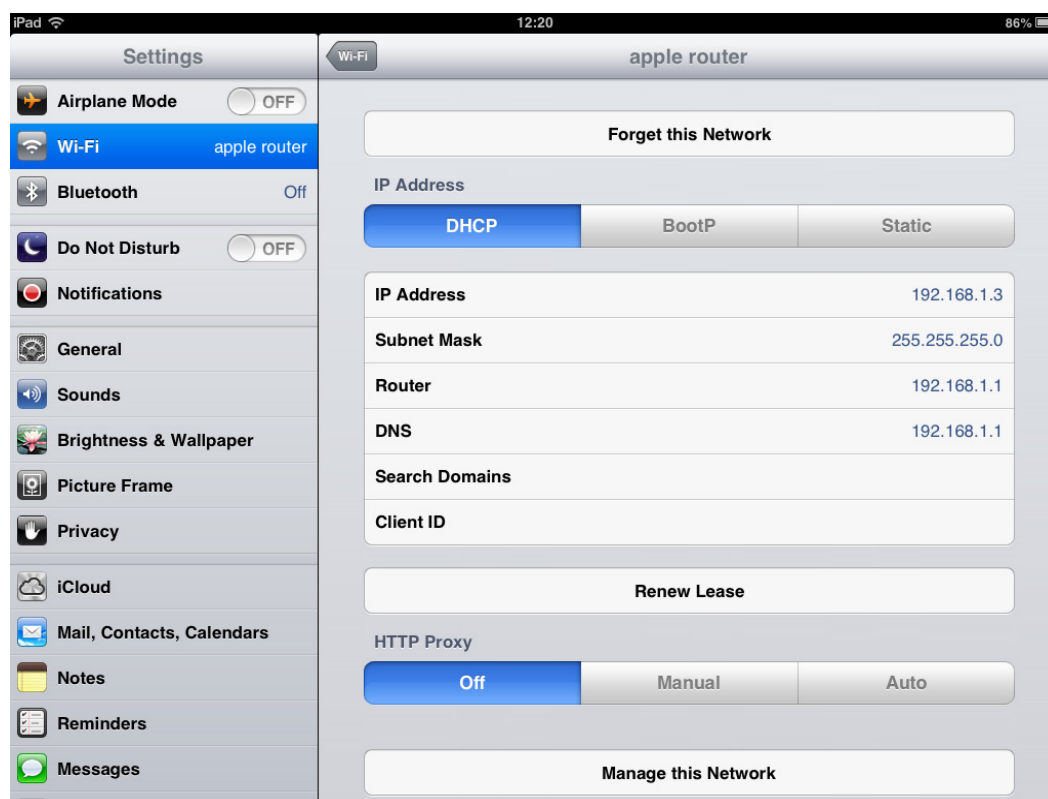 iPad 12:20 86%
Settings
Airplane Mode OFF
Wi-Fi apple router
Bluetooth Off
Do Not Disturb OFF
Notifications
General
Sounds
Brightness & Wallpaper
Picture Frame
Privacy
iCloud
Mail, Contacts, Calendars
Notes
Reminders
Messages
Wi-Fi apple router
Forget this Network
IP Address
DHCP BootP Static
IP Address 192.168.1.3
Subnet Mask 255.255.255.0
Router 192.168.1.1
DNS 192.168.1.1
Search Domains
Client ID
Renew Lease
HTTP Proxy
Off Manual Auto
Manage this Network